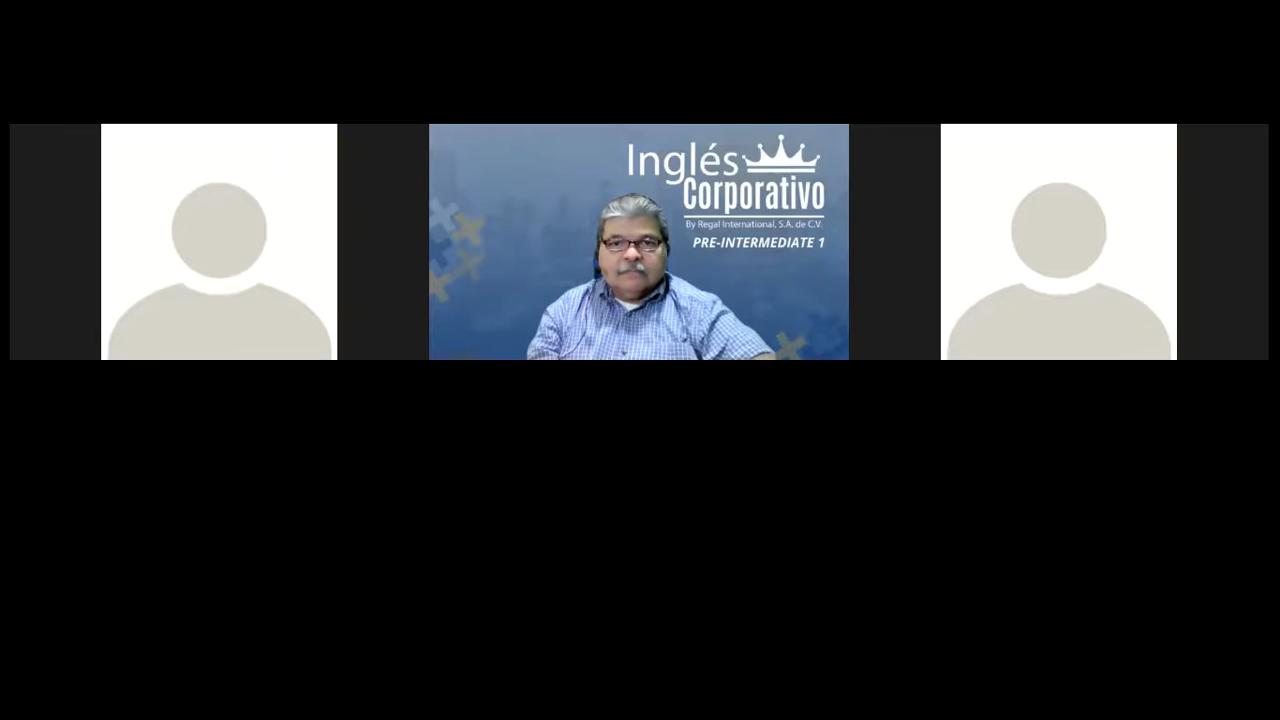 Inglés
Corporativo
By Regal International, S.A. de C.V.
PRE-INTERMEDIATE 1